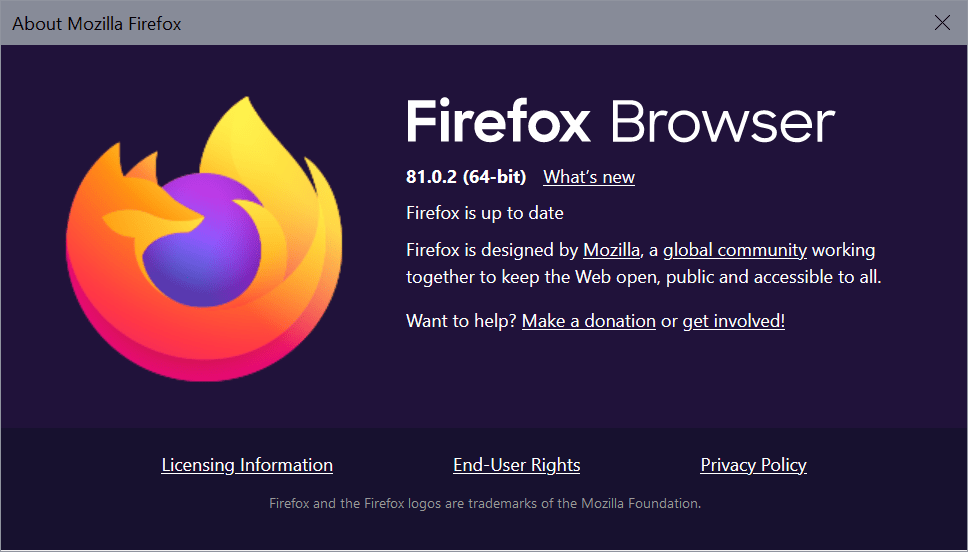 About Mozilla Firefox
Firefox Browser
81.0.2 (64-bit) What’s new
Firefox is up to date
Firefox is designed by Mozilla, a global community working
together to keep the Web open, public and accessible to all.
Want to help? Make a donation or get involved!
Licensing Information End-User Rights Privacy Policy
Firefox and the Firefox logos are trademarks of the Mozilla Foundation.